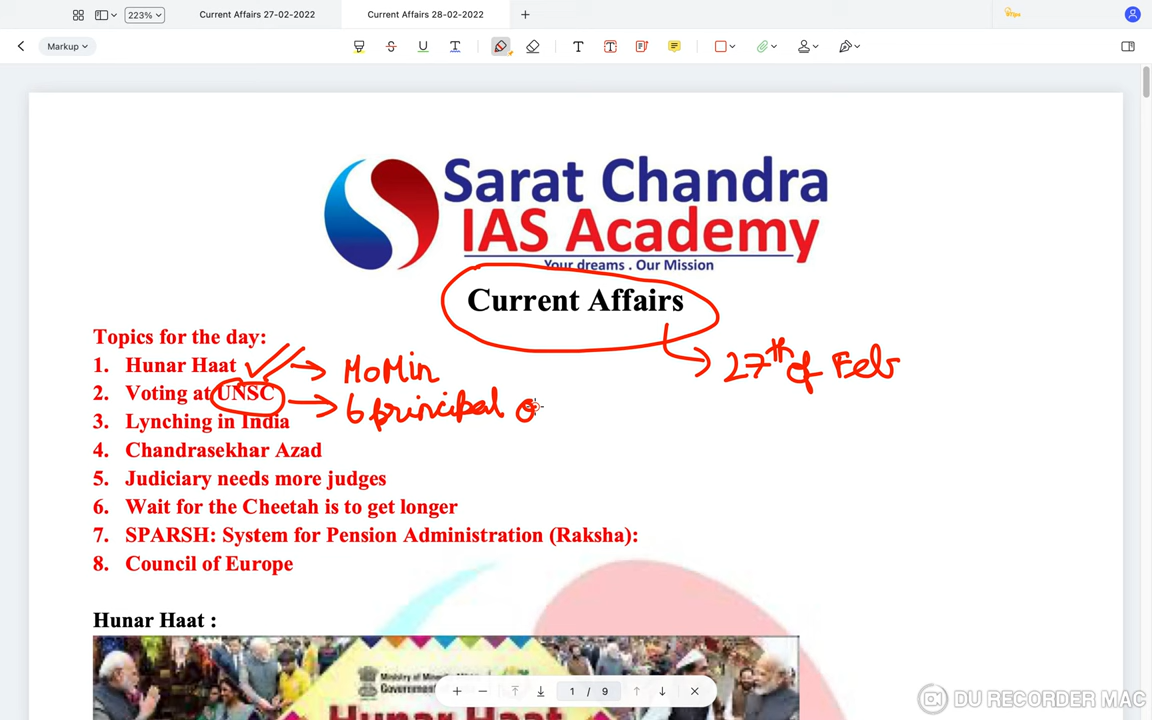 223%
Current Affairs 27-02-2022
Current Affairs 28-02-2022
Markup
Sarat Chandra
IAS Academy
Your dreams . Our Mission
Current Affairs
27th of Feb
Topics for the day:
1. Hunar Haat
MoMin
2. Voting at UNSC
6 principal o
3. Lynching in India
4. Chandrasekhar Azad
5. Judiciary needs more judges
6. Wait for the Cheetah is to get longer
7. SPARSH: System for Pension Administration (Raksha):
8. Council of Europe
Hunar Haat :
Ministry of
Government
Hunar Haat
1 / 9
DU RECORDER MAC